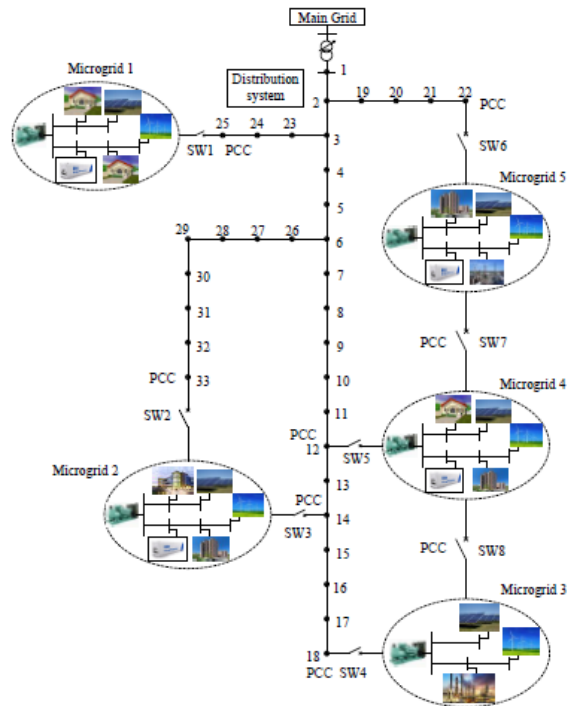 Main Grid
1
Distribution
system
2 19 20 21 22 PCC
Microgrid 1
SW1 25 PCC 24 23 3
SW6
4
Microgrid 5
5
29 28 27 26 6
30 7
31 8
32 9
PCC SW7
PCC 33 10
Microgrid 4
SW2 11
PCC 12 SW5
Microgrid 2
13
PCC
SW3 14
PCC SW8
15
16
Microgrid 3
17
18
PCC SW4